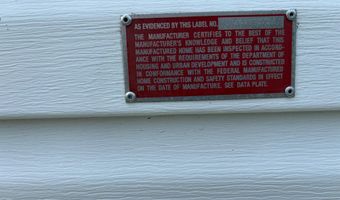 AS EVIDENCED BY THIS LABEL NO.
THE MANUFACTURER CERTIFIES TO THE BEST OF THE
MANUFACTURER'S KNOWLEDGE AND BELIEF THAT THIS
MANUFACTURED HOME HAS BEEN INSPECTED IN ACCORD-
ANCE WITH THE REQUIREMENTS OF THE DEPARTMENT OF
HOUSING AND URBAN DEVELOPMENT AND IS CONSTRUCTED
IN CONFORMANCE WITH THE FEDERAL MANUFACTURED
HOME CONSTRUCTION AND SAFETY STANDARDS IN EFFECT
ON THE DATE OF MANUFACTURE. SEE DATA PLATE.